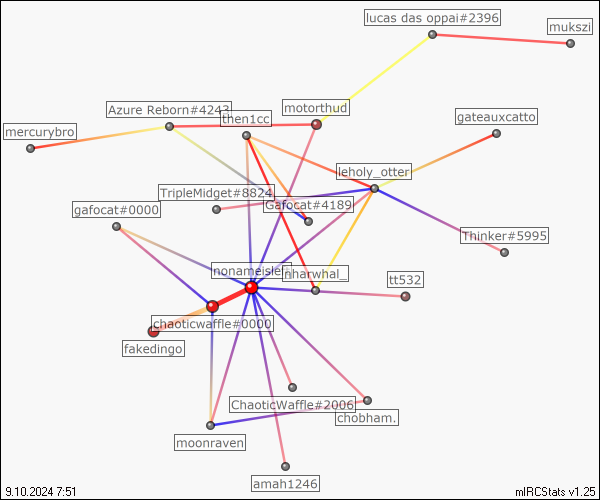 lucas das oppai#2396
mukszi
Azure Reborn#4243
motorthud
then1cc
gateauxcatto
mercurybro
leholy_otter
TripleMidget#8824
Gafocat#4189
gafocat#0000
Thinker#5995
nharwhal_
tt532
chaoticwaffle#0000
fakedingo
ChaoticWaffle#2006
chobham.
moonraven
amah1246
9.10.2024 7:51
mIRCStats v1.25